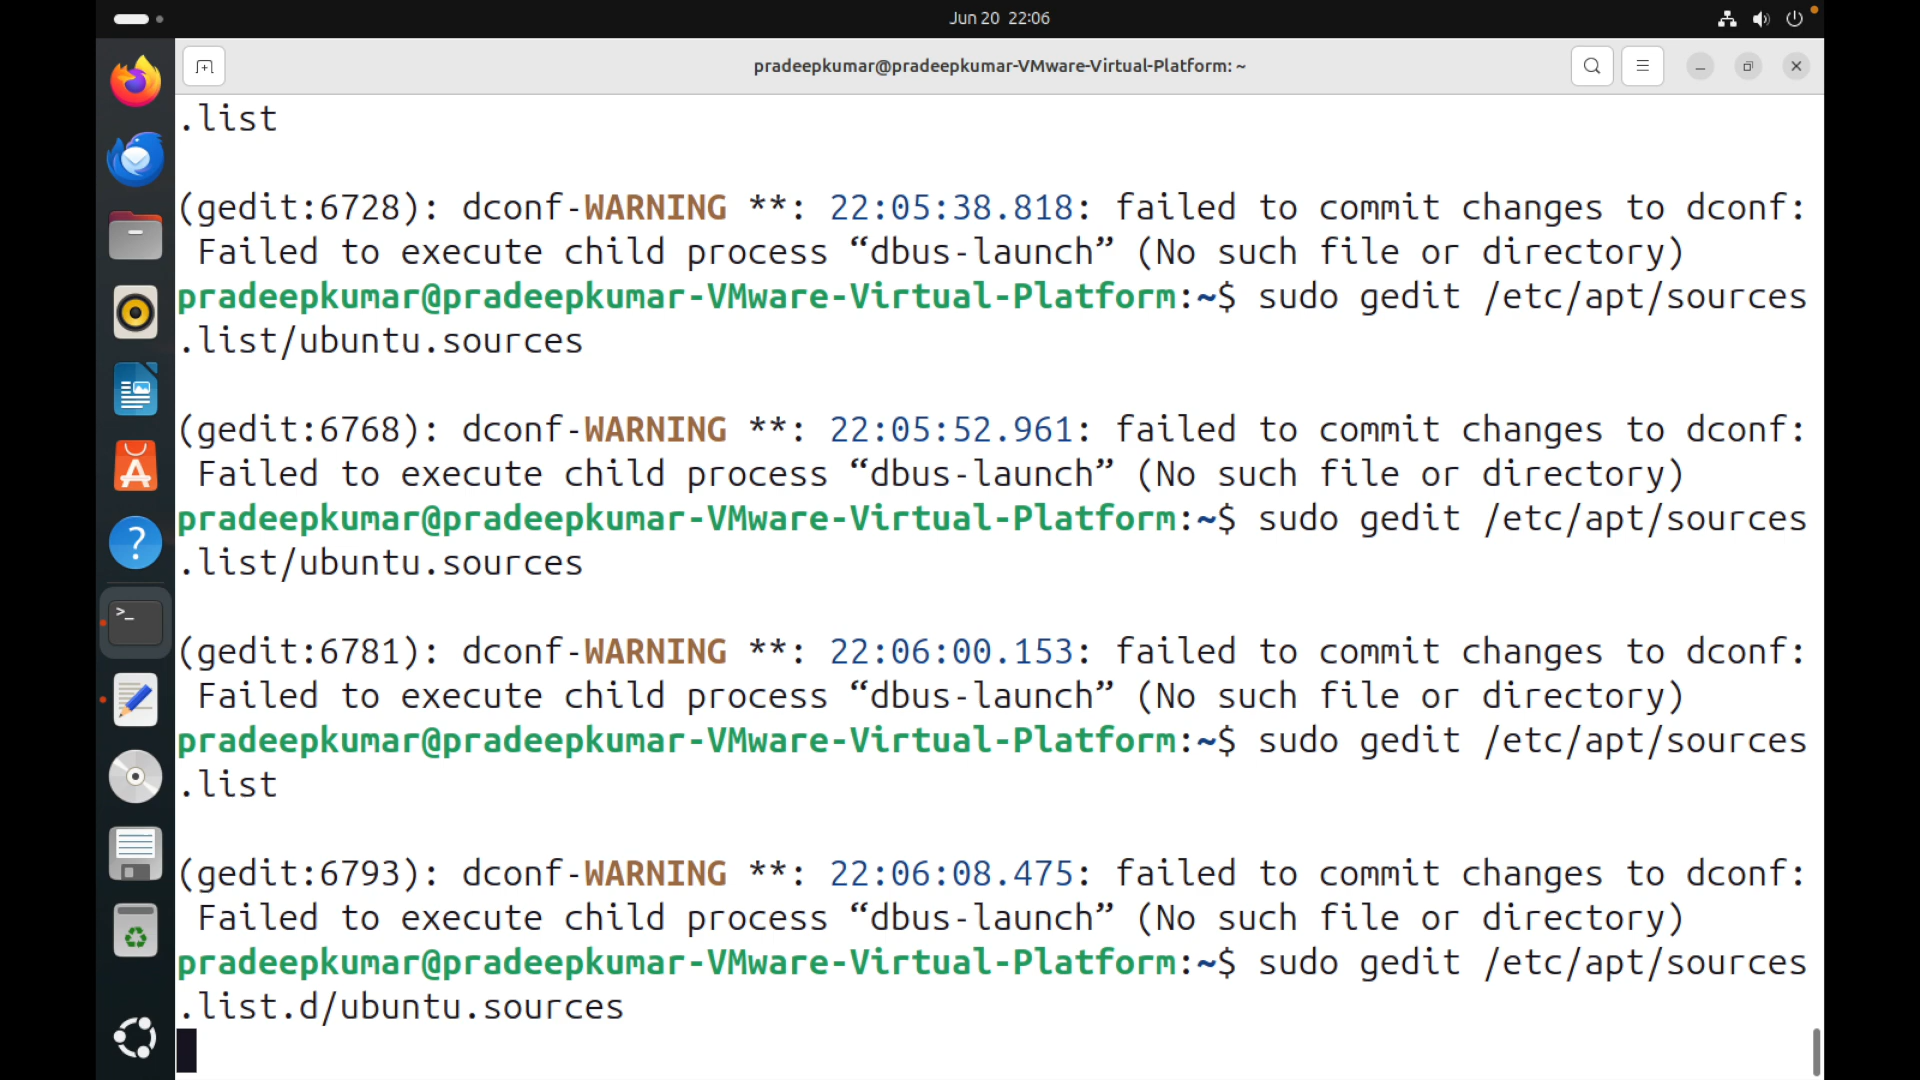 Jun 20 22:06
pradeepkumar@pradeepkumar-VMware-Virtual-Platform: ~
.list
(gedit:6728): dconf-WARNING **: 22:05:38.818: failed to commit changes to dconf:
 Failed to execute child process “dbus-launch” (No such file or directory)
pradeepkumar@pradeepkumar-VMware-Virtual-Platform:~$ sudo gedit /etc/apt/sources
.list/ubuntu.sources
(gedit:6768): dconf-WARNING **: 22:05:52.961: failed to commit changes to dconf:
 Failed to execute child process “dbus-launch” (No such file or directory)
pradeepkumar@pradeepkumar-VMware-Virtual-Platform:~$ sudo gedit /etc/apt/sources
.list/ubuntu.sources
(gedit:6781): dconf-WARNING **: 22:06:00.153: failed to commit changes to dconf:
 Failed to execute child process “dbus-launch” (No such file or directory)
pradeepkumar@pradeepkumar-VMware-Virtual-Platform:~$ sudo gedit /etc/apt/sources
.list
(gedit:6793): dconf-WARNING **: 22:06:08.475: failed to commit changes to dconf:
 Failed to execute child process “dbus-launch” (No such file or directory)
pradeepkumar@pradeepkumar-VMware-Virtual-Platform:~$ sudo gedit /etc/apt/sources
.list.d/ubuntu.sources